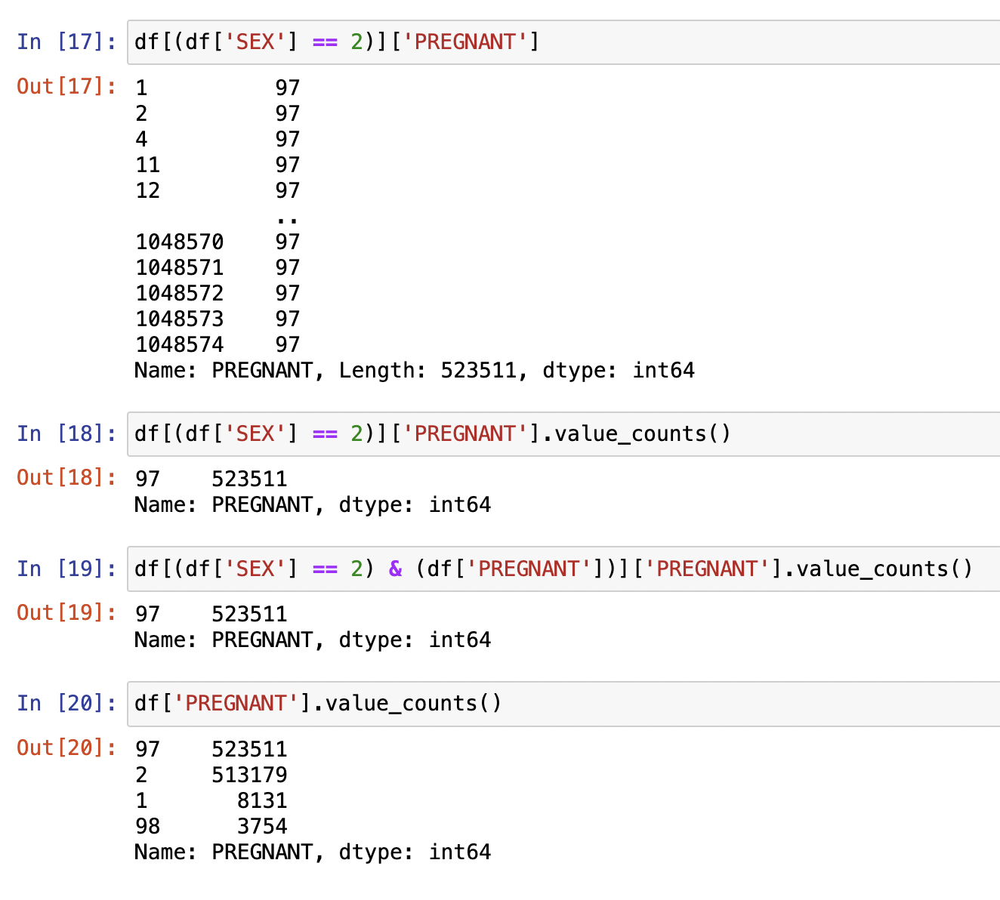 In [17]: df[(df['SEX'] == 2)]['PREGNANT']
Out[17]: 1          97
2          97
4          97
11         97
12         97
..
1048570    97
1048571    97
1048572    97
1048573    97
1048574    97
Name: PREGNANT, Length: 523511, dtype: int64
In [18]: df[(df['SEX'] == 2)]['PREGNANT'].value_counts()
Out[18]: 97    523511
Name: PREGNANT, dtype: int64
In [19]: df[(df['SEX'] == 2) & (df['PREGNANT'])]['PREGNANT'].value_counts()
Out[19]: 97    523511
Name: PREGNANT, dtype: int64
In [20]: df['PREGNANT'].value_counts()
Out[20]: 97    523511
2     513179
1       8131
98      3754
Name: PREGNANT, dtype: int64